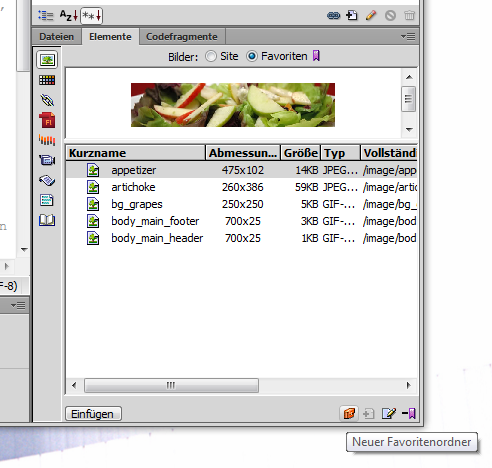 Az
Dateien Elemente Codefragmente
Bilder: Site Favoriten
Kurzname Abmessun... Größe Typ Vollständi
appetizer 475x102 14KB JPEG... /image/app
artichoke 260x386 59KB JPEG... /image/artic
bg_grapes 250x250 5KB GIF-... /image/bg_
body_main_footer 700x25 3KB GIF-... /image/bod
body_main_header 700x25 1KB GIF-... /image/bod
n
F-8)
Einfügen
Neuer Favoritenordner